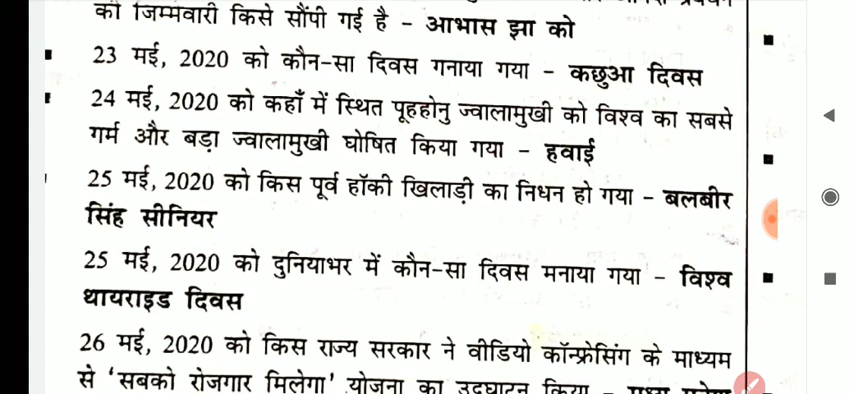 की जिम्मेवारी किसे सौंपी गई है – आभास झा को
23 मई, 2020 को कौन-सा दिवस गनाया गया – कछुआ दिवस
24 मई, 2020 को कहाँ में स्थित पूहहोनु ज्वालामुखी को विश्व का सबसे
गर्म और बड़ा ज्वालामुखी घोषित किया गया – हवाई
25 मई, 2020 को किस पूर्व हॉकी खिलाड़ी का निधन हो गया – बलबीर
सिंह सीनियर
25 मई, 2020 को दुनियाभर में कौन-सा दिवस मनाया गया – विश्व
थायराइड दिवस
26 मई, 2020 को किस राज्य सरकार ने वीडियो कॉन्फ्रेसिंग के माध्यम
से 'सबको रोजगार मिलेगा' योजना का उद्घाटन किया –